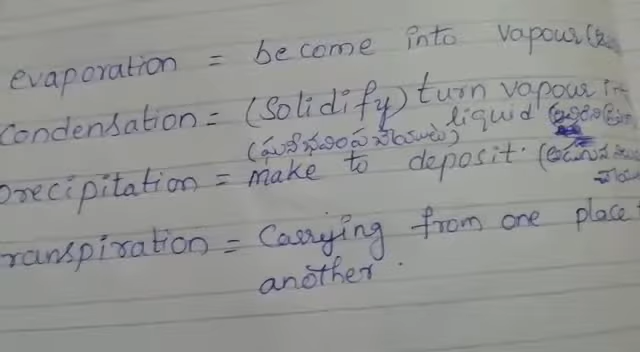 evaporation = become into vapour
condensation = (Solidify) turn vapour in
liquid
precipitation = make to deposit.
ranspiration = Carrying from one place
another.